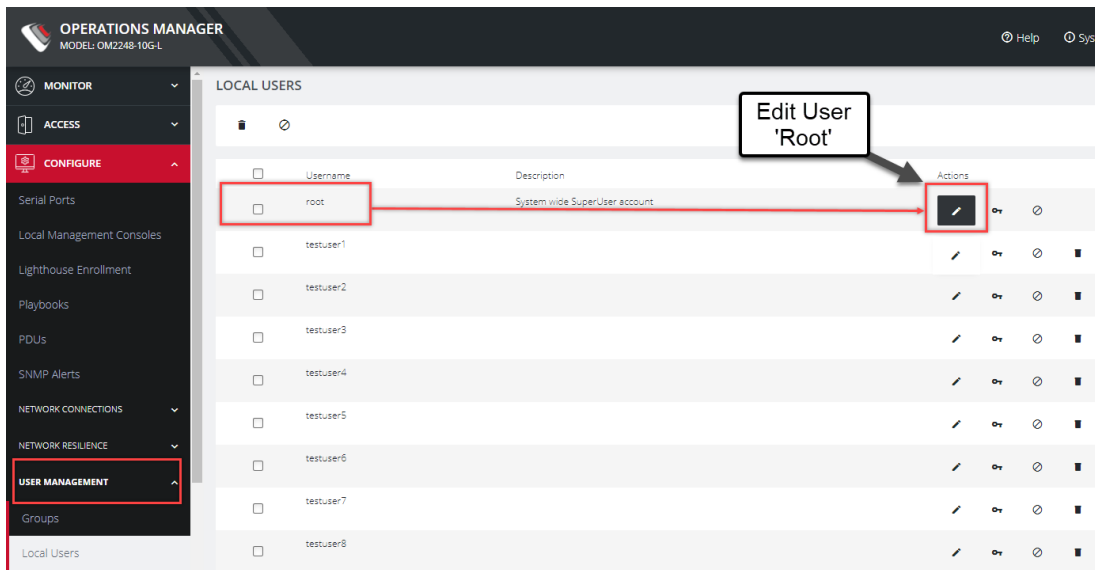 OPERATIONS MANAGER
MODEL: OM2248-10G-L
Help
Sys
MONITOR
ACCESS
CONFIGURE
Serial Ports
Local Management Consoles
Lighthouse Enrollment
Playbooks
PDUs
SNMP Alerts
NETWORK CONNECTIONS
NETWORK RESILIENCE
USER MANAGEMENT
Groups
Local Users
LOCAL USERS
Edit User
'Root'
Username Description Actions
root System wide SuperUser account
testuser1
testuser2
testuser3
testuser4
testuser5
testuser6
testuser7
testuser8